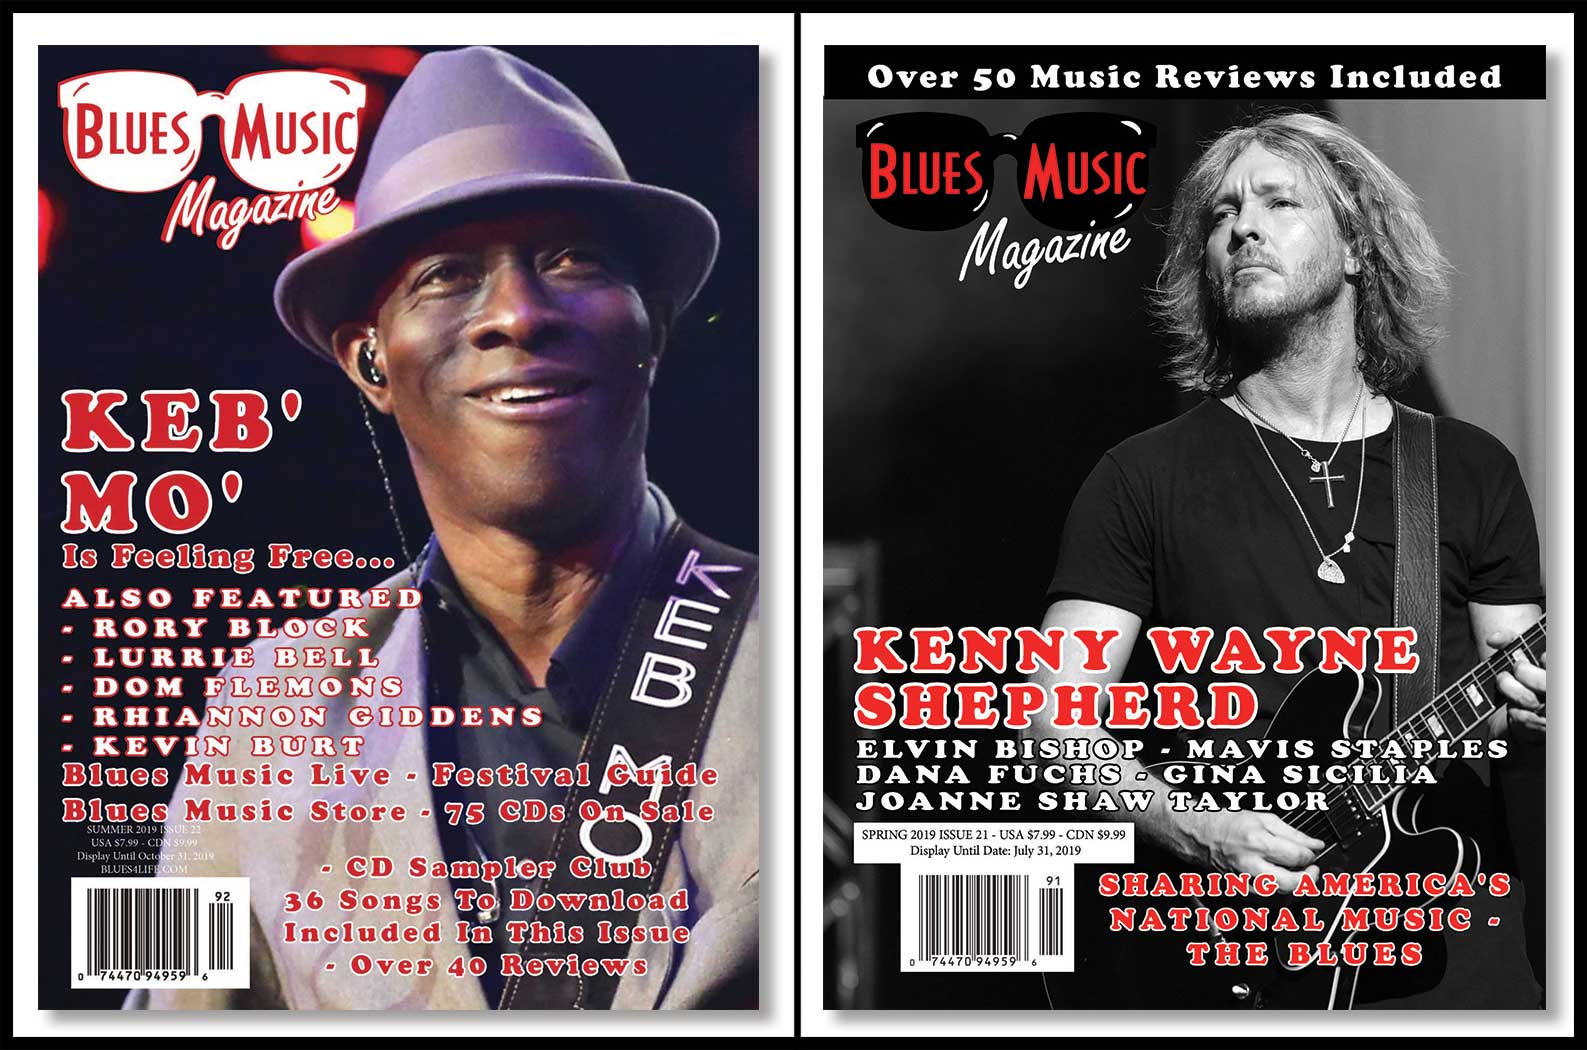 BLUES MUSIC
Magazine
KEB'
MO'
Is Feeling Free...
ALSO FEATURED
- RORY BLOCK
- LURRIE BELL
- DOM FLEMONS
- RHIANNON GIDDENS
- KEVIN BURT
Blues Music Live - Festival Guide
Blues Music Store - 75 CDs On Sale
SUMMER 2019 ISSUE 22
USA $7.99 - CDN $9.99
Display Until October 31, 2019
BLUES4LIFE.COM
- CD Sampler Club
36 Songs To Download
Included In This Issue
- Over 40 Reviews
92
0 74470 94959 6
KEB MO
Over 50 Music Reviews Included
BLUES MUSIC
Magazine
KENNY WAYNE
SHEPHERD
ELVIN BISHOP - MAVIS STAPLES
DANA FUCHS - GINA SICILIA
JOANNE SHAW TAYLOR
SPRING 2019 ISSUE 21 - USA $7.99 - CDN $9.99
Display Until Date: July 31, 2019
91
0 74470 94959 6
SHARING AMERICA'S
NATIONAL MUSIC -
THE BLUES